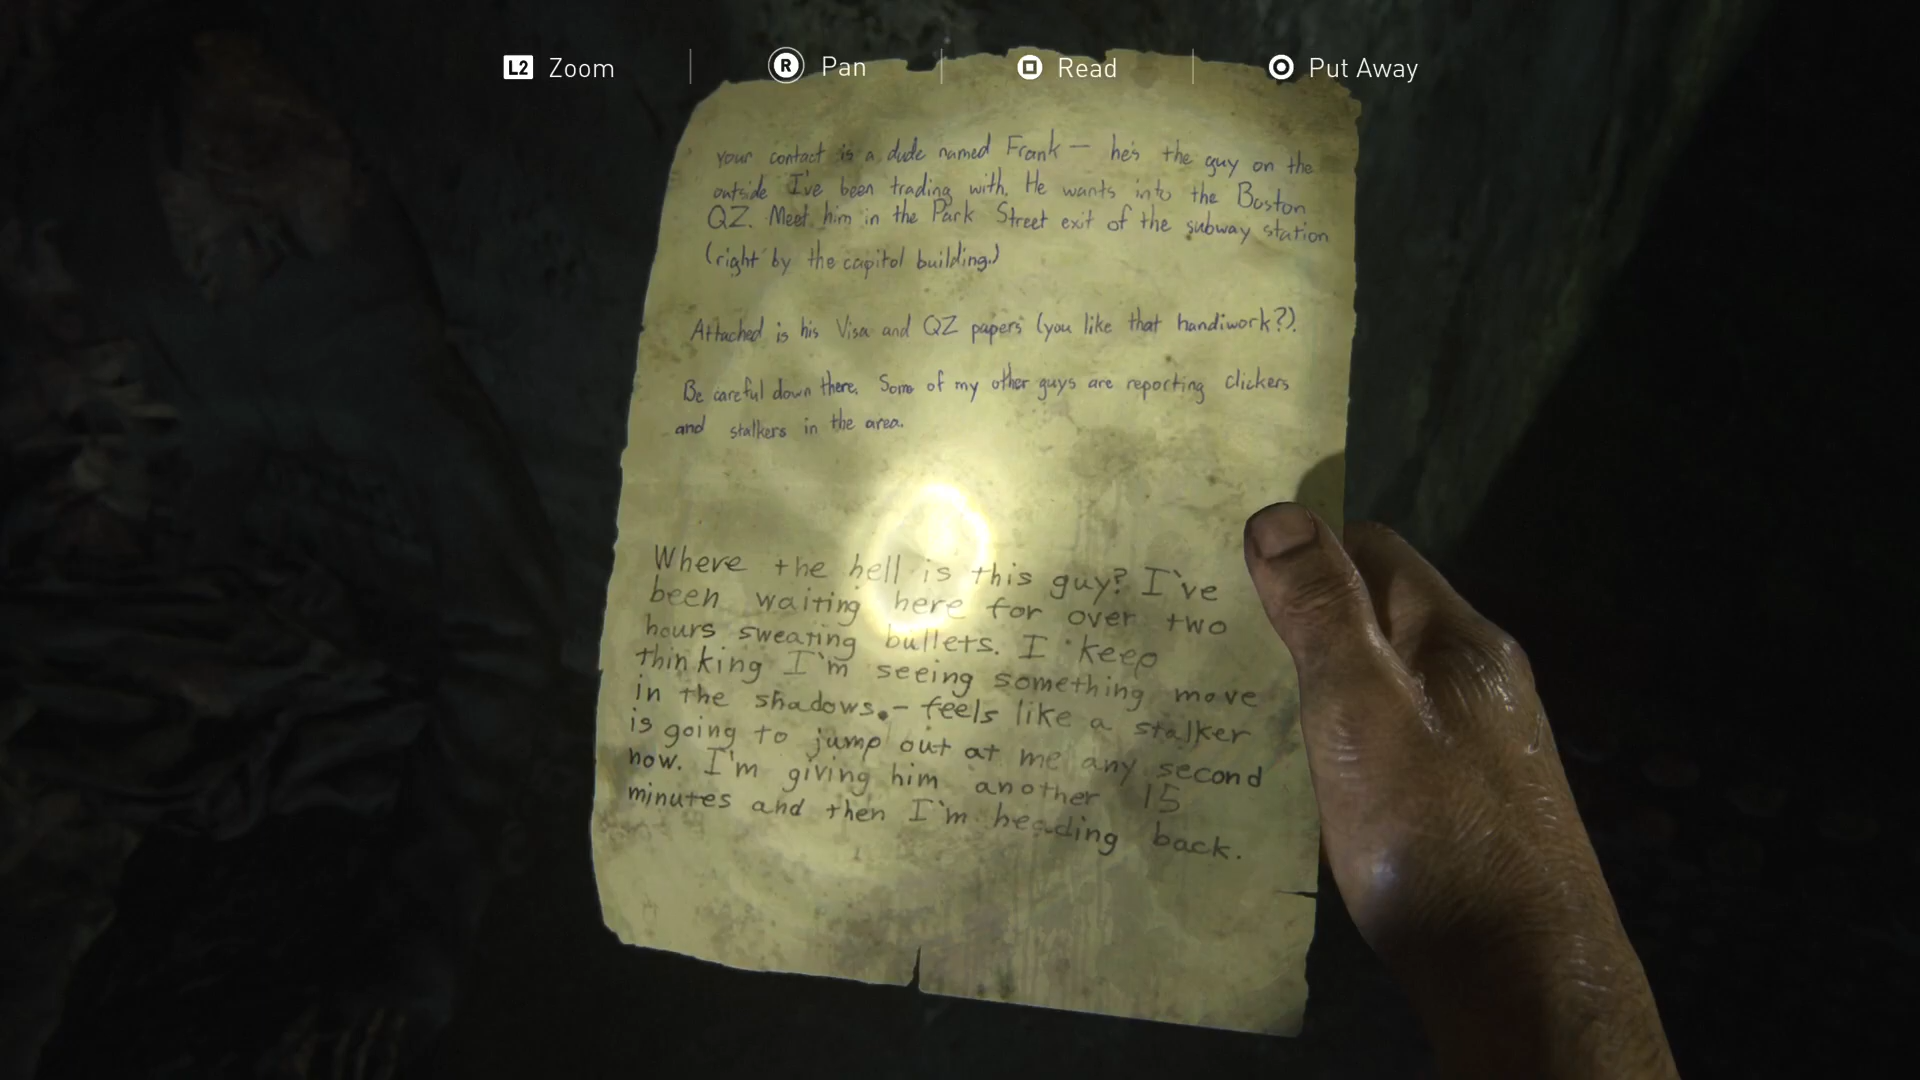 L2 Zoom R Pan Read Put Away
your contact is a dude named Frank — he's the guy on the
outside I've been trading with. He wants into the Boston
QZ. Meet him in the Park Street exit of the subway station
(right by the capitol building.)
Attached is his Visa and QZ papers (you like that handiwork?).
Be careful down there. Some of my other guys are reporting clickers
and stalkers in the area.
Where the hell is this guy? I've
been waiting here for over two
hours sweating bullets. I keep
thinking I'm seeing something move
in the shadows. – feels like a stalker
is going to jump out at me any second
now. I'm giving him another 15
minutes and then I'm heading back.